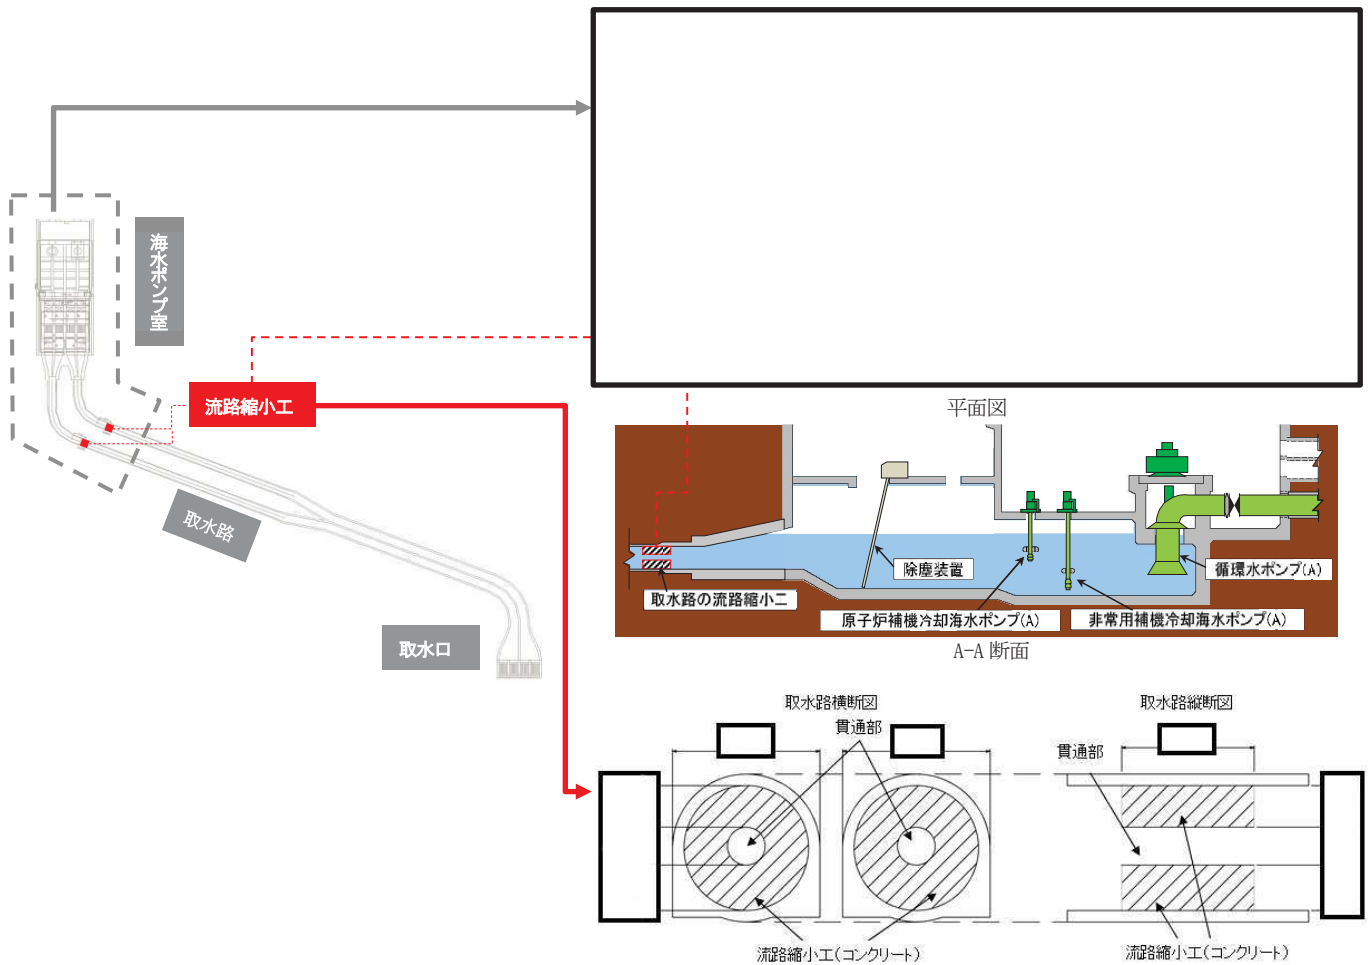 海水ポンプ室
流路縮小工
取水路
取水口
平面図
除塵装置
循環水ポンプ(A)
取水路の流路縮小工
原子炉補機冷却海水ポンプ(A)
非常用補機冷却海水ポンプ(A)
A-A 断面
取水路横断図
取水路縦断図
貫通部
貫通部
流路縮小工(コンクリート)
流路縮小工(コンクリート)